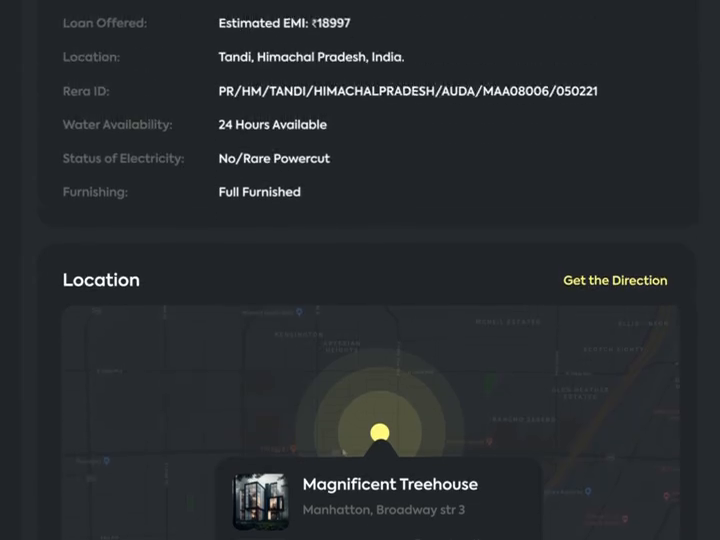 Loan Offered: Estimated EMI: ₹18997
Location: Tandi, Himachal Pradesh, India.
Rera ID: PR/HM/TANDI/HIMACHALPRADESH/AUDA/MAA08006/050221
Water Availability: 24 Hours Available
Status of Electricity: No/Rare Powercut
Furnishing: Full Furnished
Location Get the Direction
Magnificent Treehouse
Manhatton, Broadway str 3